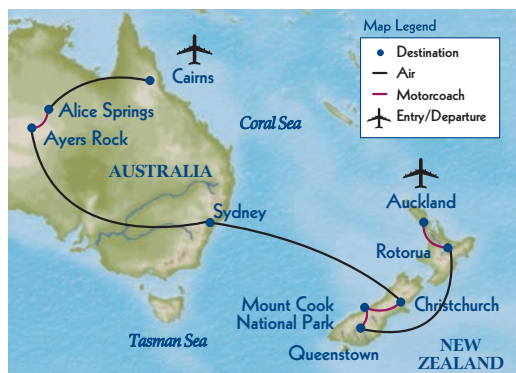 Map Legend
Destination
Air
Motorcoach
Entry/Departure
Cairns
Alice Springs
Ayers Rock
Coral Sea
AUSTRALIA
Sydney
Auckland
Rotorua
Mount Cook
National Park
Christchurch
Tasman Sea
Queenstown
NEW
ZEALAND